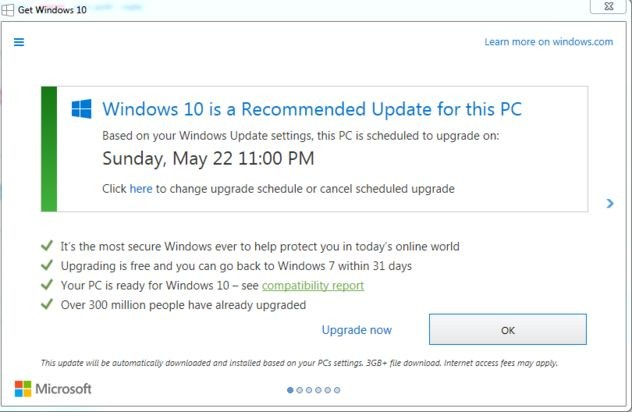 Get Windows 10
Learn more on windows.com
Windows 10 is a Recommended Update for this PC
Based on your Windows Update settings, this PC is scheduled to upgrade on:
Sunday, May 22 11:00 PM
Click here to change upgrade schedule or cancel scheduled upgrade
It's the most secure Windows ever to help protect you in today's online world
Upgrading is free and you can go back to Windows 7 within 31 days
Your PC is ready for Windows 10 – see compatibility report
Over 300 million people have already upgraded
Upgrade now
OK
This update will be automatically downloaded and installed based on your PCs settings. 3GB+ file download. Internet access fees may apply.
Microsoft